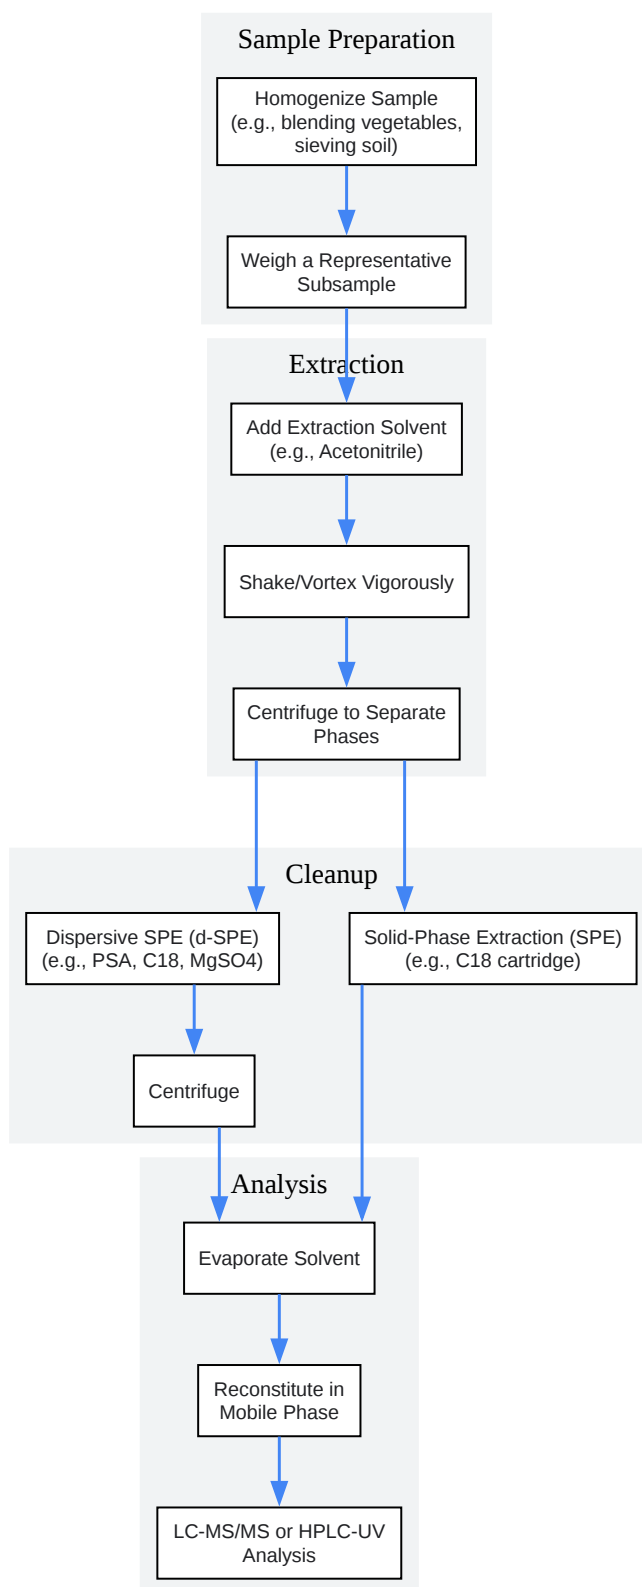 Sample Preparation
Homogenize Sample
(e.g., blending vegetables,
sieving soil)
Weigh a Representative
Subsample
Extraction
Add Extraction Solvent
(e.g., Acetonitrile)
Shake/Vortex Vigorously
Centrifuge to Separate
Phases
Cleanup
Dispersive SPE (d-SPE)
(e.g., PSA, C18, MgSO4)
Solid-Phase Extraction (SPE)
(e.g., C18 cartridge)
Centrifuge
Analysis
Evaporate Solvent
Reconstitute in
Mobile Phase
LC-MS/MS or HPLC-UV
Analysis